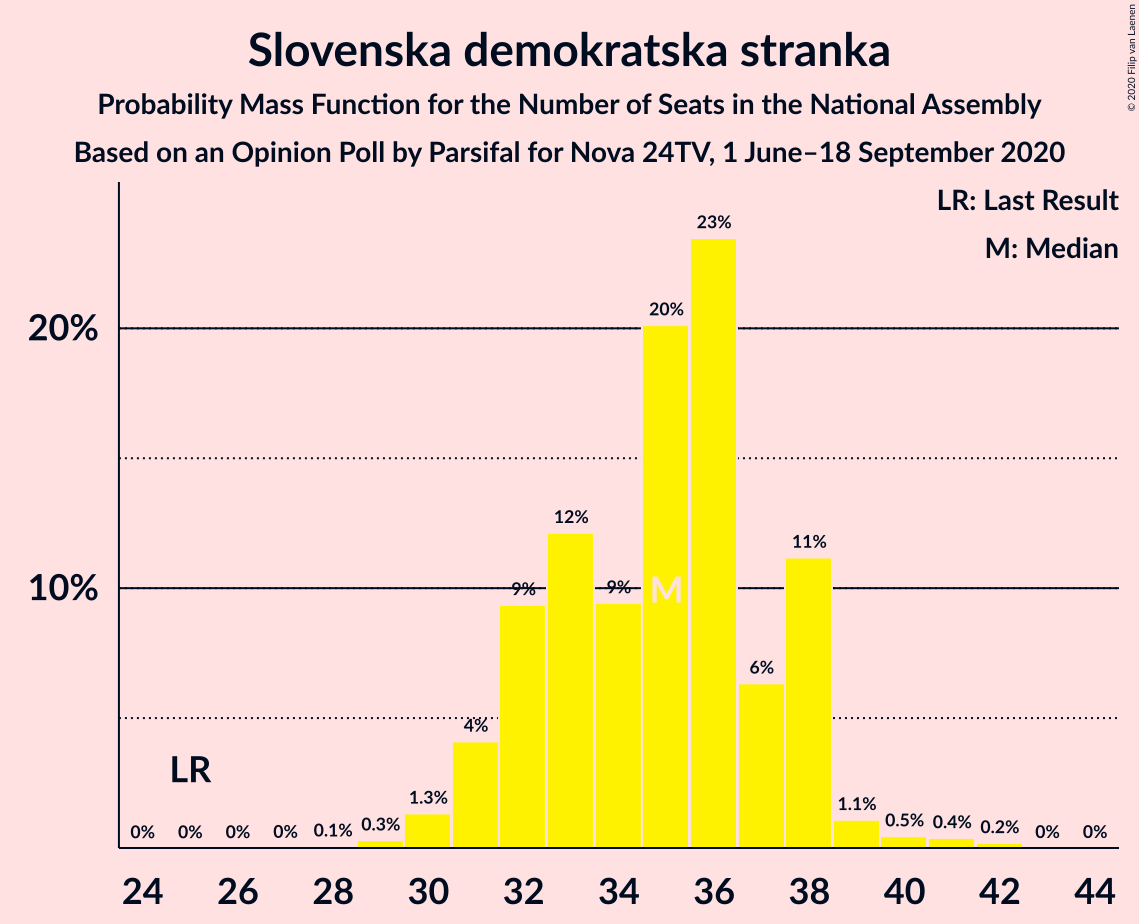 Slovenska demokratska stranka
Probability Mass Function for the Number of Seats in the National Assembly
Based on an Opinion Poll by Parsifal for Nova 24TV, 1 June–18 September 2020
© 2020 Filip van Laenen
LR: Last Result
M: Median
20%
10%
0%
0%
0%
0%
0.1%
0.3%
1.3%
4%
9%
12%
9%
20%
23%
6%
11%
1.1%
0.5%
0.4%
0.2%
0%
0%
LR
M
24 26 28 30 32 34 36 38 40 42 44